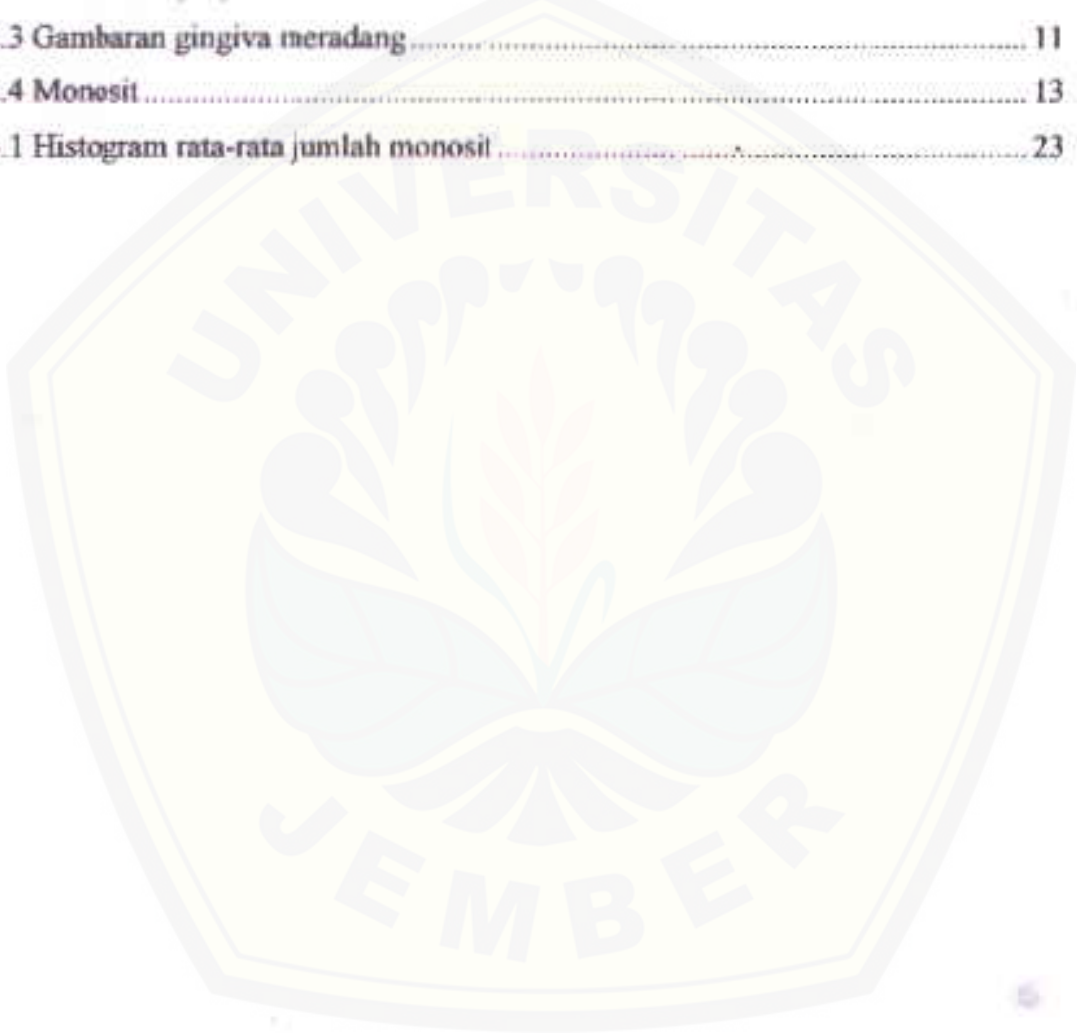 .3 Gambaran gingiva meradang ........ 11
.4 Monosit ........ 13
.1 Histogram rata-rata jumlah monosit ........ 23
UNIVERSITAS
JEMBER